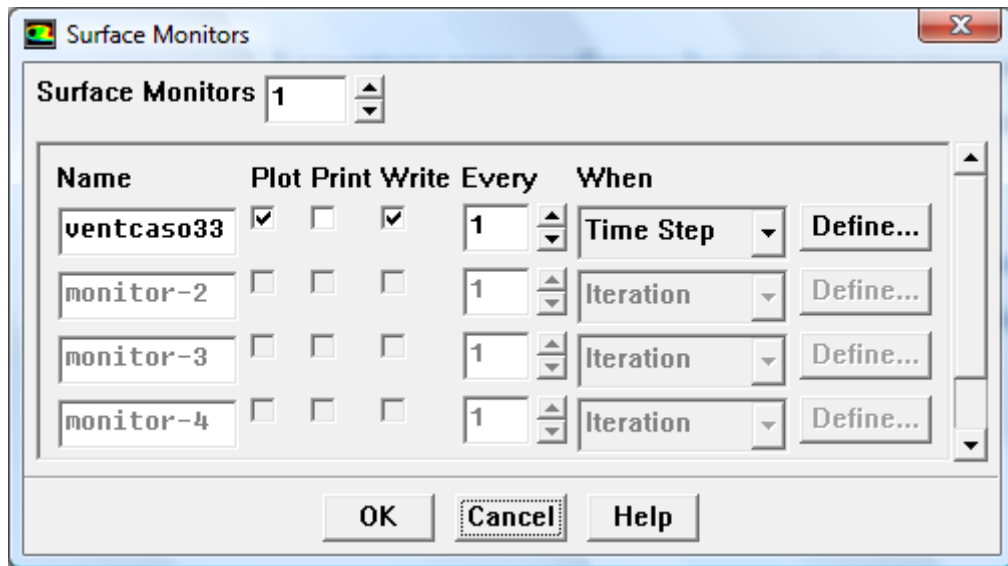 Surface Monitors
Surface Monitors 1
Name Plot Print Write Every When
ventcaso33 1 Time Step Define...
monitor-2 1 Iteration Define...
monitor-3 1 Iteration Define...
monitor-4 1 Iteration Define...
OK Cancel Help